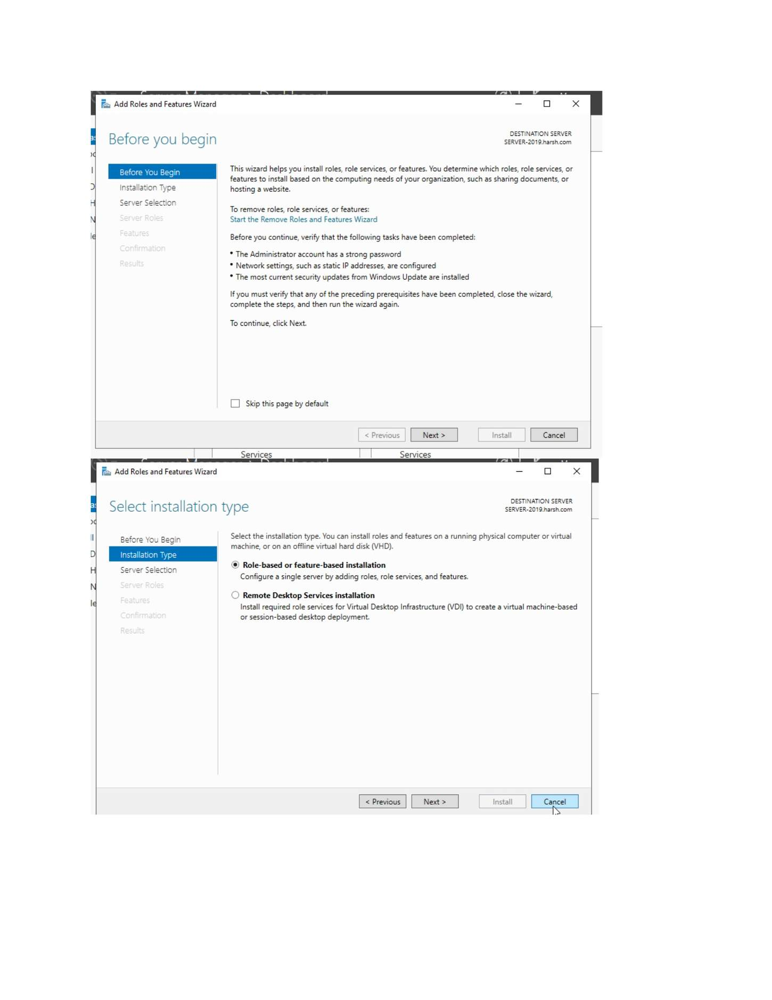 Server Manager Dashboard
Add Roles and Features Wizard
Before you begin
DESTINATION SERVER
SERVER-2019.harsh.com
Before You Begin
Installation Type
Server Selection
Server Roles
Features
Confirmation
Results
This wizard helps you install roles, role services, or features. You determine which roles, role services, or
features to install based on the computing needs of your organization, such as sharing documents, or
hosting a website.
To remove roles, role services, or features:
Start the Remove Roles and Features Wizard
Before you continue, verify that the following tasks have been completed:
• The Administrator account has a strong password
• Network settings, such as static IP addresses, are configured
• The most current security updates from Windows Update are installed
If you must verify that any of the preceding prerequisites have been completed, close the wizard,
complete the steps, and then run the wizard again.
To continue, click Next.
Skip this page by default
< Previous
Next >
Install
Cancel
Services
Services
Server Manager Dashboard
Add Roles and Features Wizard
Select installation type
DESTINATION SERVER
SERVER-2019.harsh.com
Before You Begin
Installation Type
Server Selection
Server Roles
Features
Confirmation
Results
Select the installation type. You can install roles and features on a running physical computer or virtual
machine, or on an offline virtual hard disk (VHD).
Role-based or feature-based installation
Configure a single server by adding roles, role services, and features.
Remote Desktop Services installation
Install required role services for Virtual Desktop Infrastructure (VDI) to create a virtual machine-based
or session-based desktop deployment.
< Previous
Next >
Install
Cancel